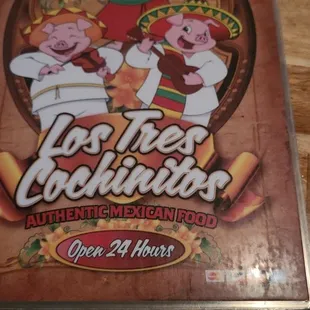 Los Tres
Cochinitos
AUTHENTIC MEXICAN FOOD
Open 24 Hours